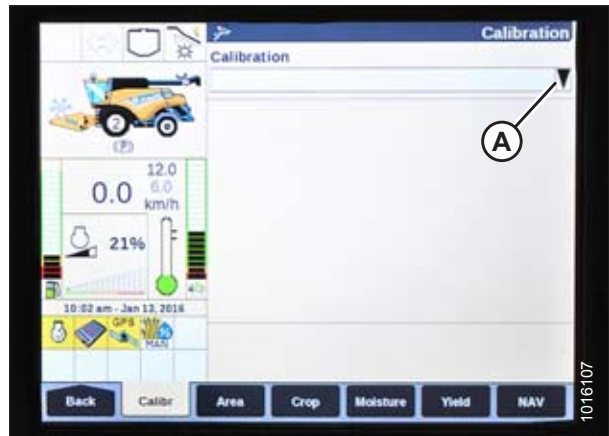 Calibration
Calibration
A
2
(P)
12.0
0.0 6.0
km/h
F
21%
10:02 am - Jan 13, 2016
GPS
%
MAN
Back Calibr Area Crop Moisture Yield NAV
1016107